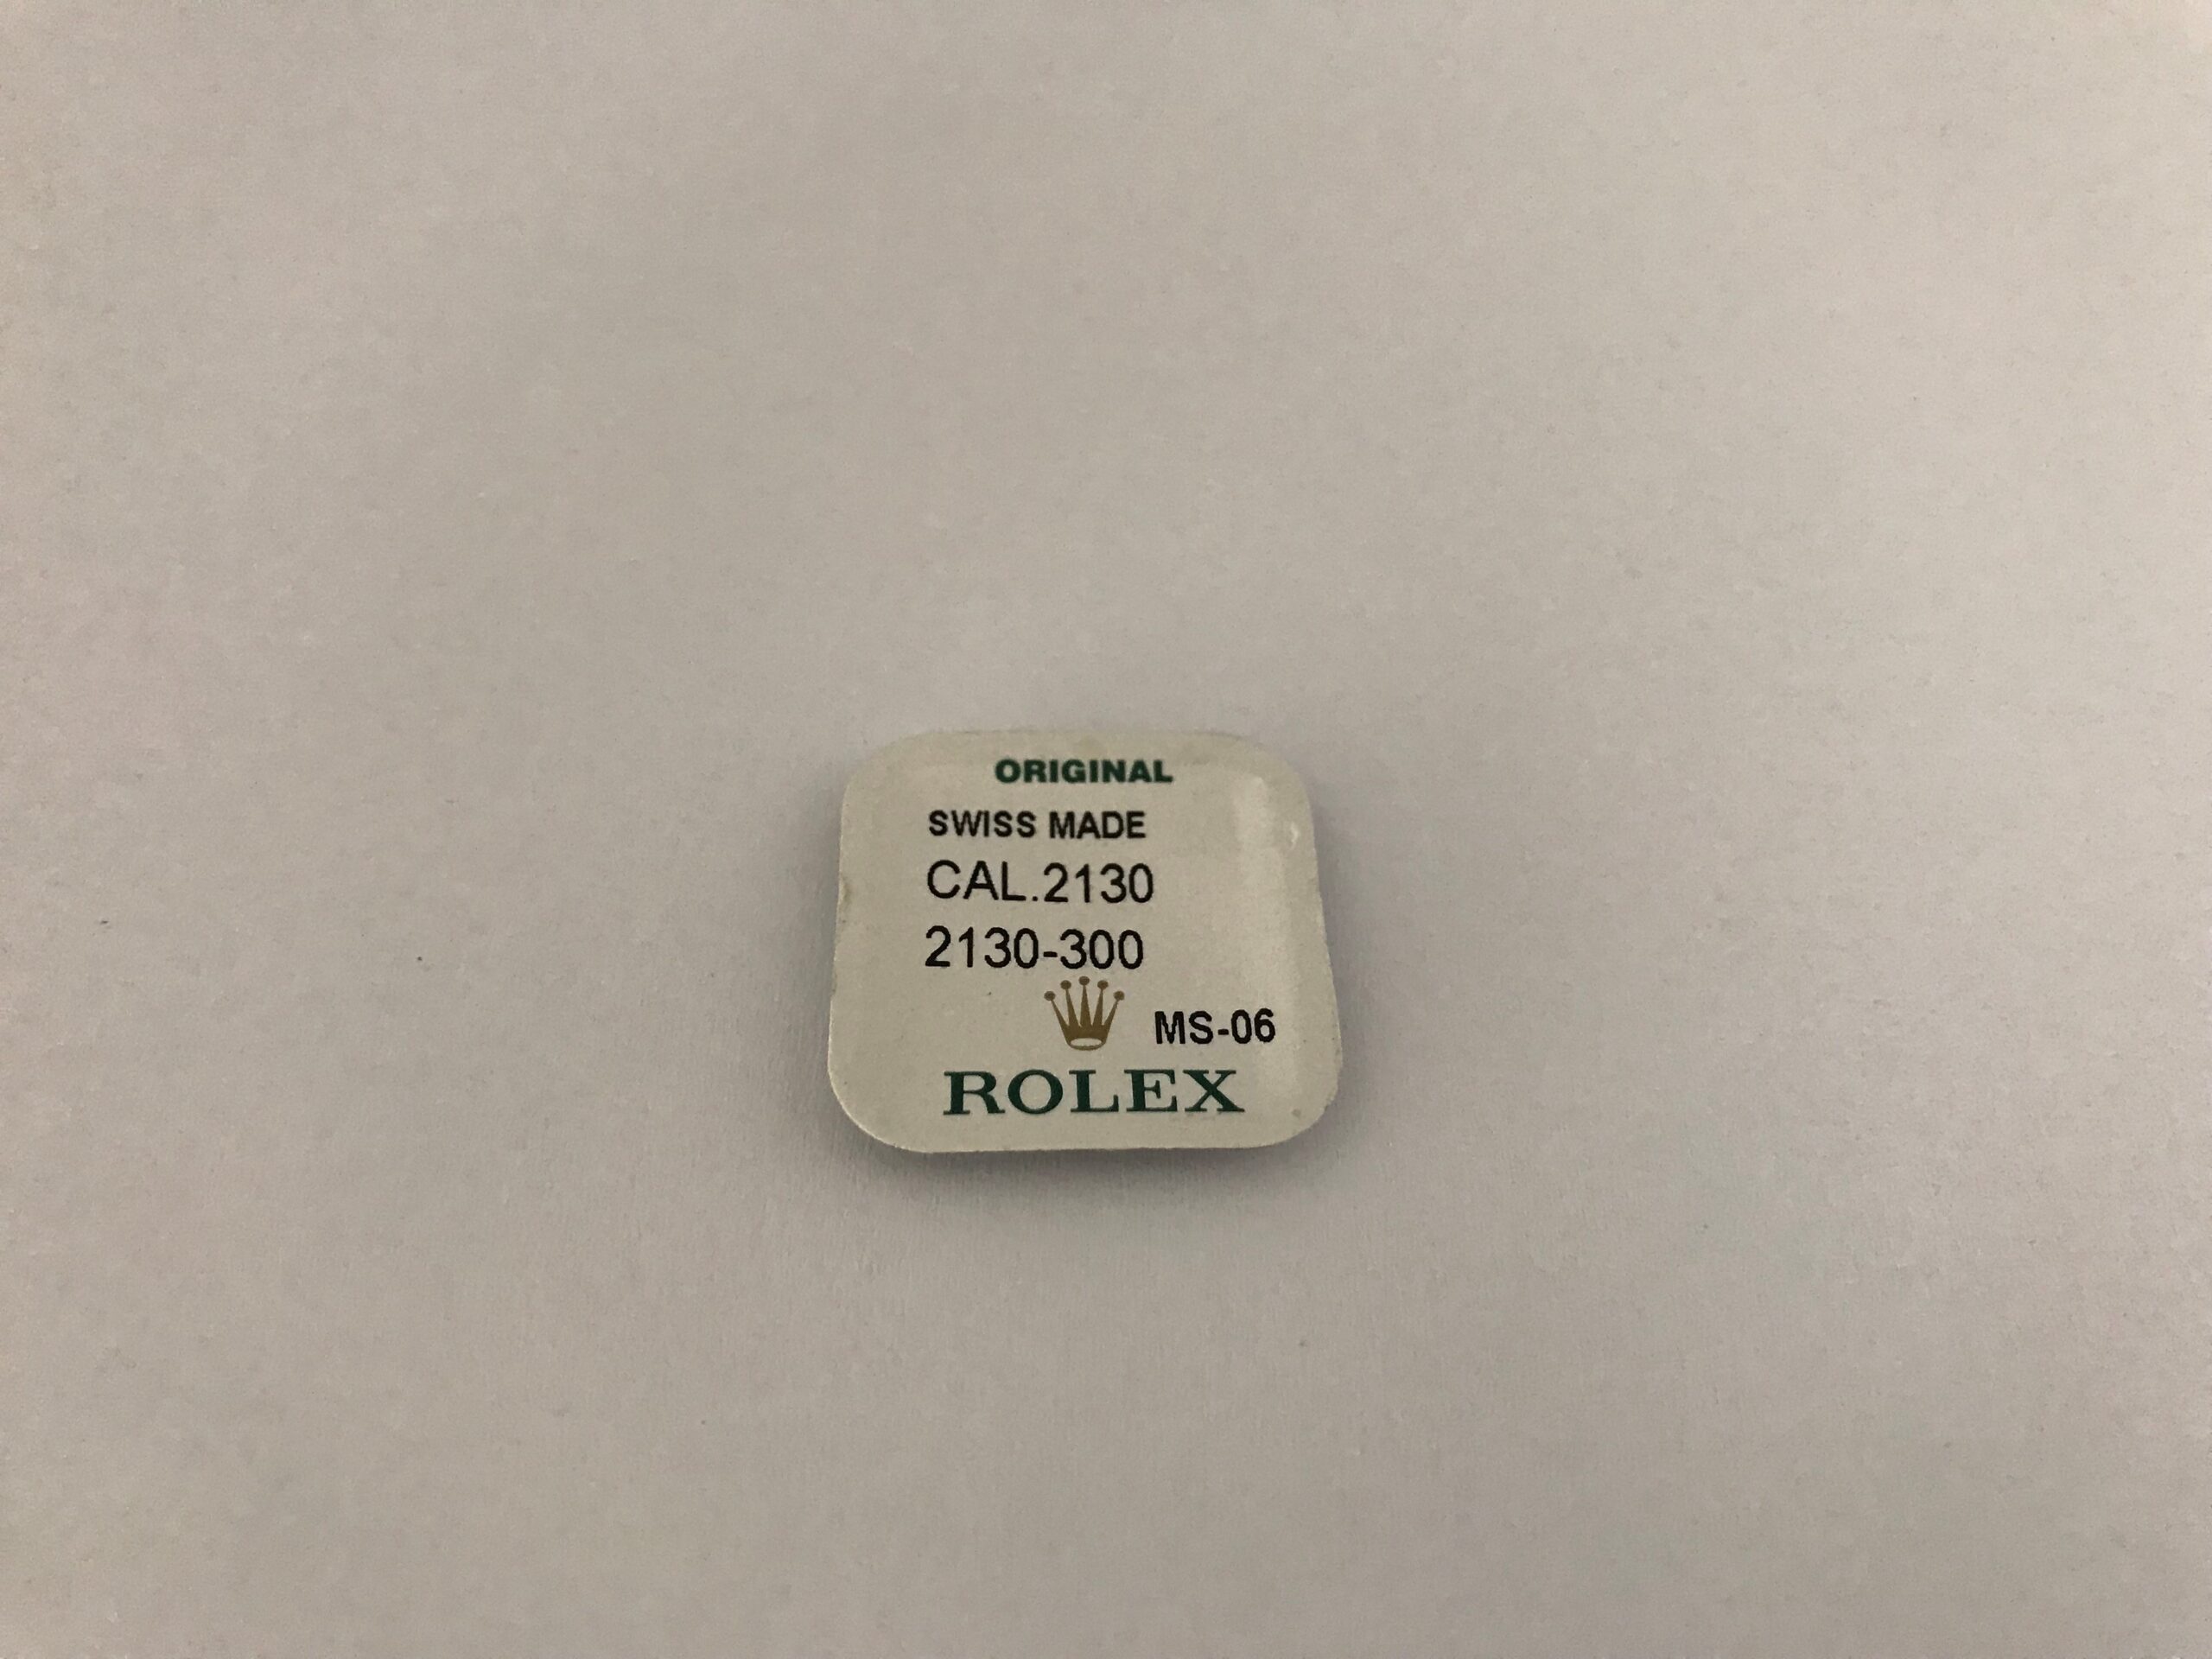 ORIGINAL
SWISS MADE
CAL.2130
2130-300
MS-06
ROLEX